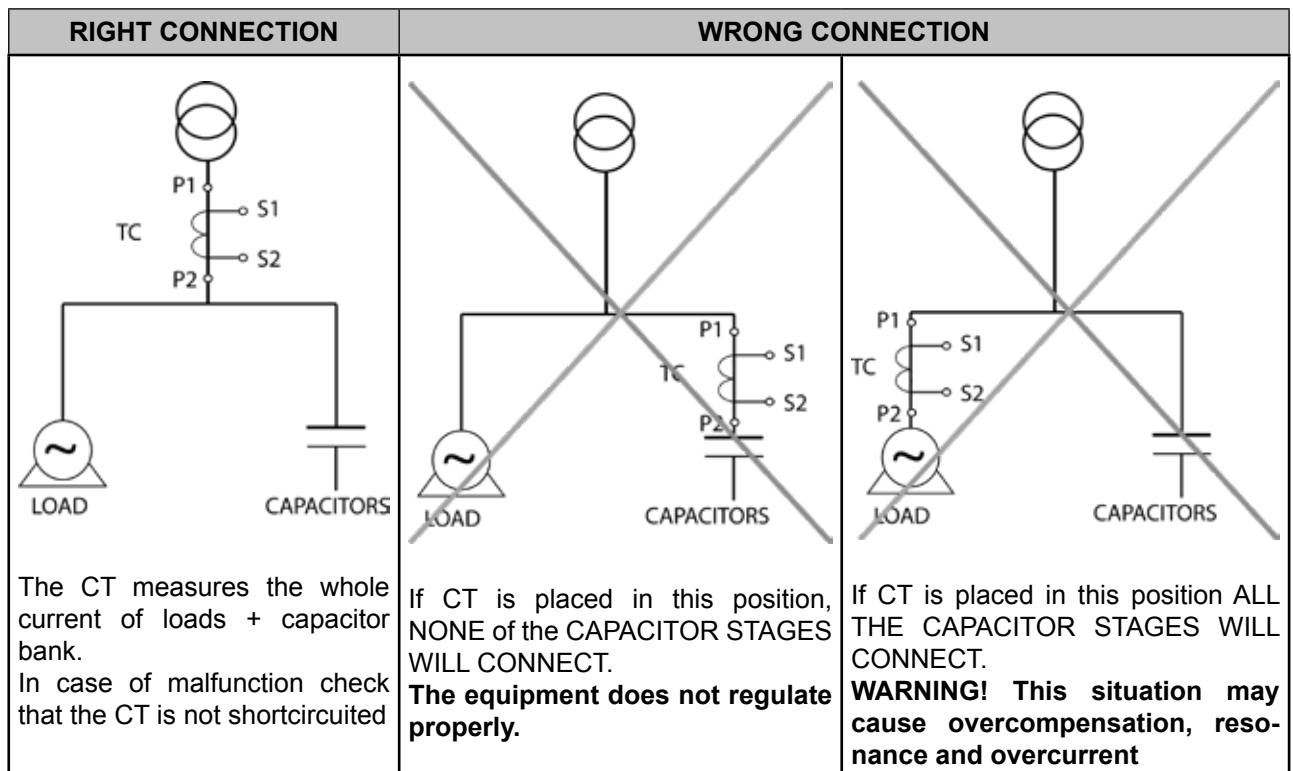 RIGHT CONNECTION
WRONG CONNECTION
P1
S1
TC
S2
P2
LOAD
CAPACITORS
The CT measures the whole
current of loads + capacitor
bank.
In case of malfunction check
that the CT is not shortcircuited
P1
S1
TC
S2
P2
LOAD
CAPACITORS
If CT is placed in this position,
NONE of the CAPACITOR STAGES
WILL CONNECT.
The equipment does not regulate
properly.
P1
S1
TC
S2
P2
LOAD
CAPACITORS
If CT is placed in this position ALL
THE CAPACITOR STAGES WILL
CONNECT.
WARNING! This situation may
cause overcompensation, reso-
nance and overcurrent